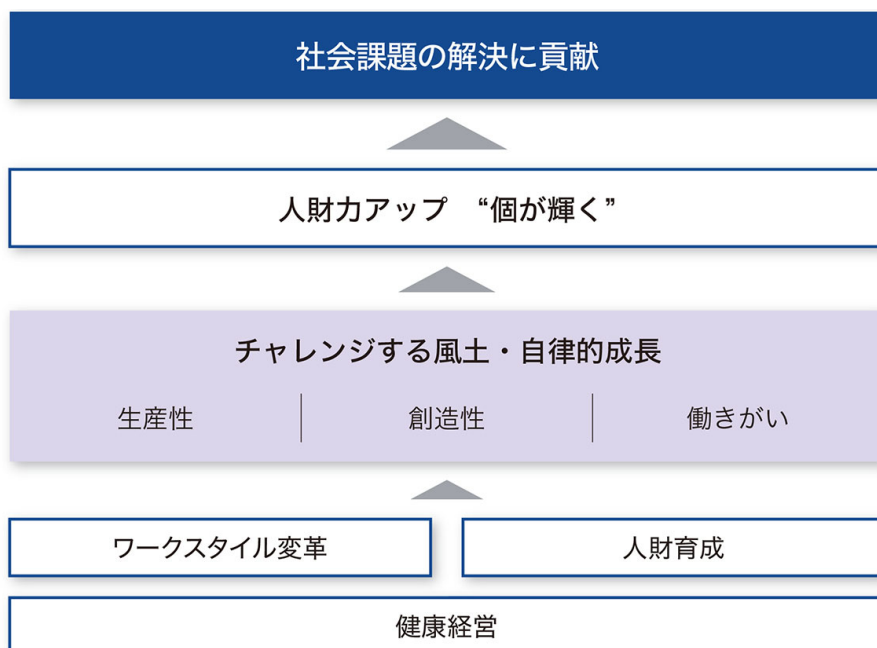 社会課題の解決に貢献
人財力アップ　“個が輝く”
チャレンジする風土・自律的成長
生産性
創造性
働きがい
ワークスタイル変革
人財育成
健康経営